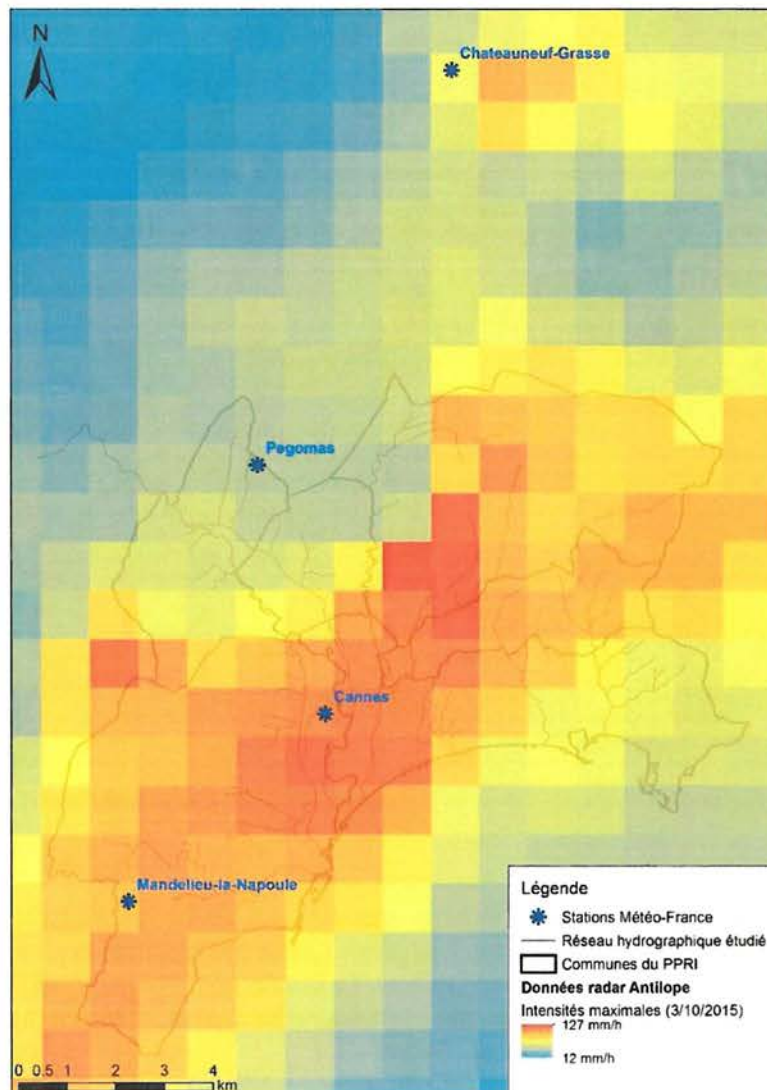 N
Chateauneuf-Grasse
Pegomas
Cannes
Mandelieu-la-Napoule
Légende
Stations Météo-France
Réseau hydrographique étudié
Communes du PPRI
Données radar Antilope
Intensités maximales (3/10/2015)
127 mm/h
12 mm/h
0 0.5 1 2 3 4
km